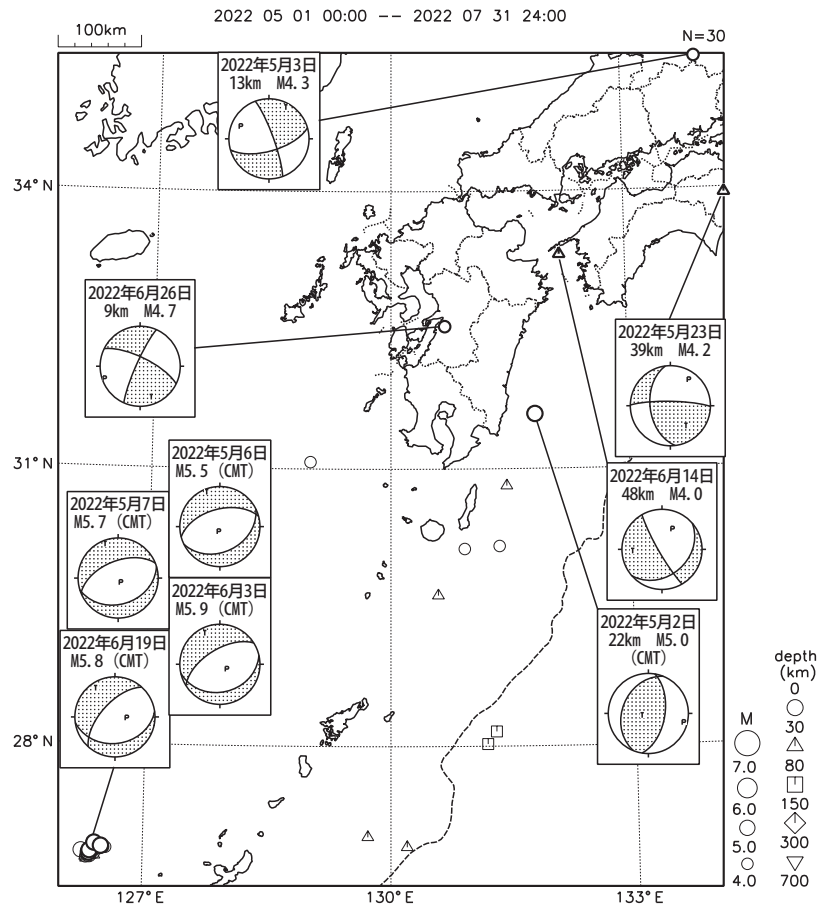 2022 05 01 00:00 -- 2022 07 31 24:00
100km
N=30
2022年5月3日
13km M4.3
T
P
34°N
2022年6月26日
9km M4.7
P
T
2022年5月23日
39km M4.2
P
T
31°N
2022年5月6日
M5.5 (CMT)
T
P
2022年6月14日
48km M4.0
P
T
2022年5月7日
M5.7 (CMT)
T
P
2022年6月3日
M5.9 (CMT)
T
P
2022年5月2日
22km M5.0
(CMT)
T
P
2022年6月19日
M5.8 (CMT)
T
P
28°N
127°E
130°E
133°E
M
7.0
6.0
5.0
4.0
depth
(km)
0
30
80
150
300
700